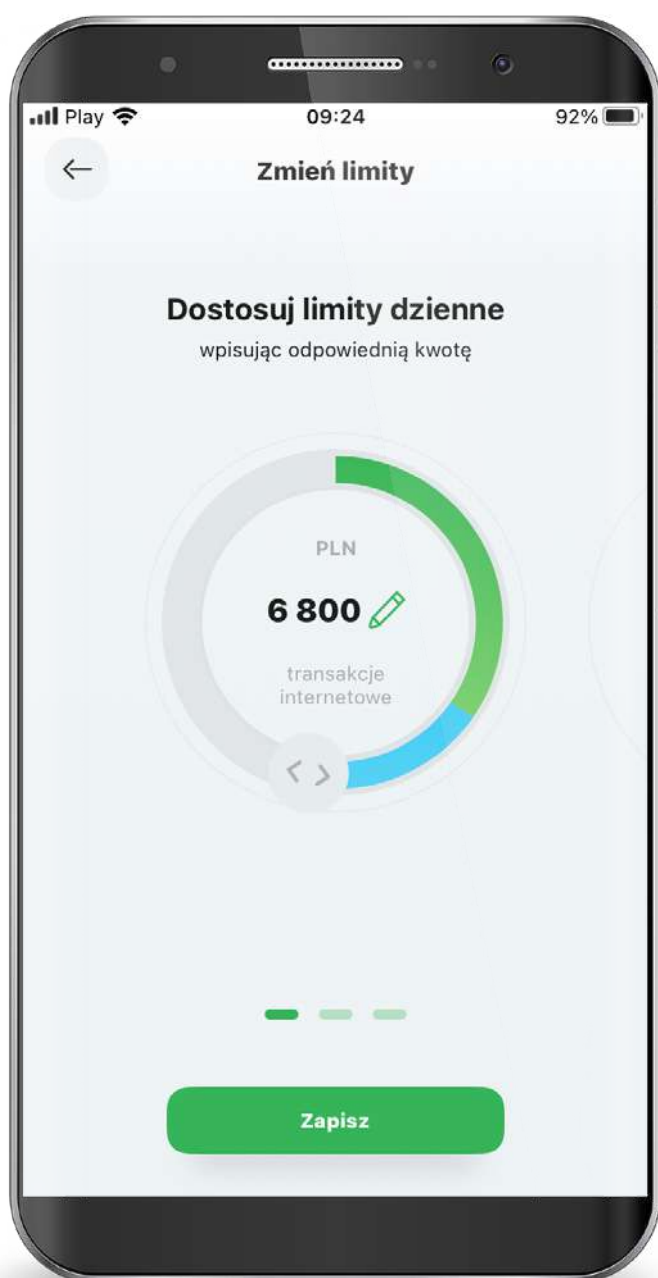 Play
09:24
92%
Zmień limity
Dostosuj limity dzienne
wpisując odpowiednią kwotę
PLN
6 800
transakcje
internetowe
Zapisz